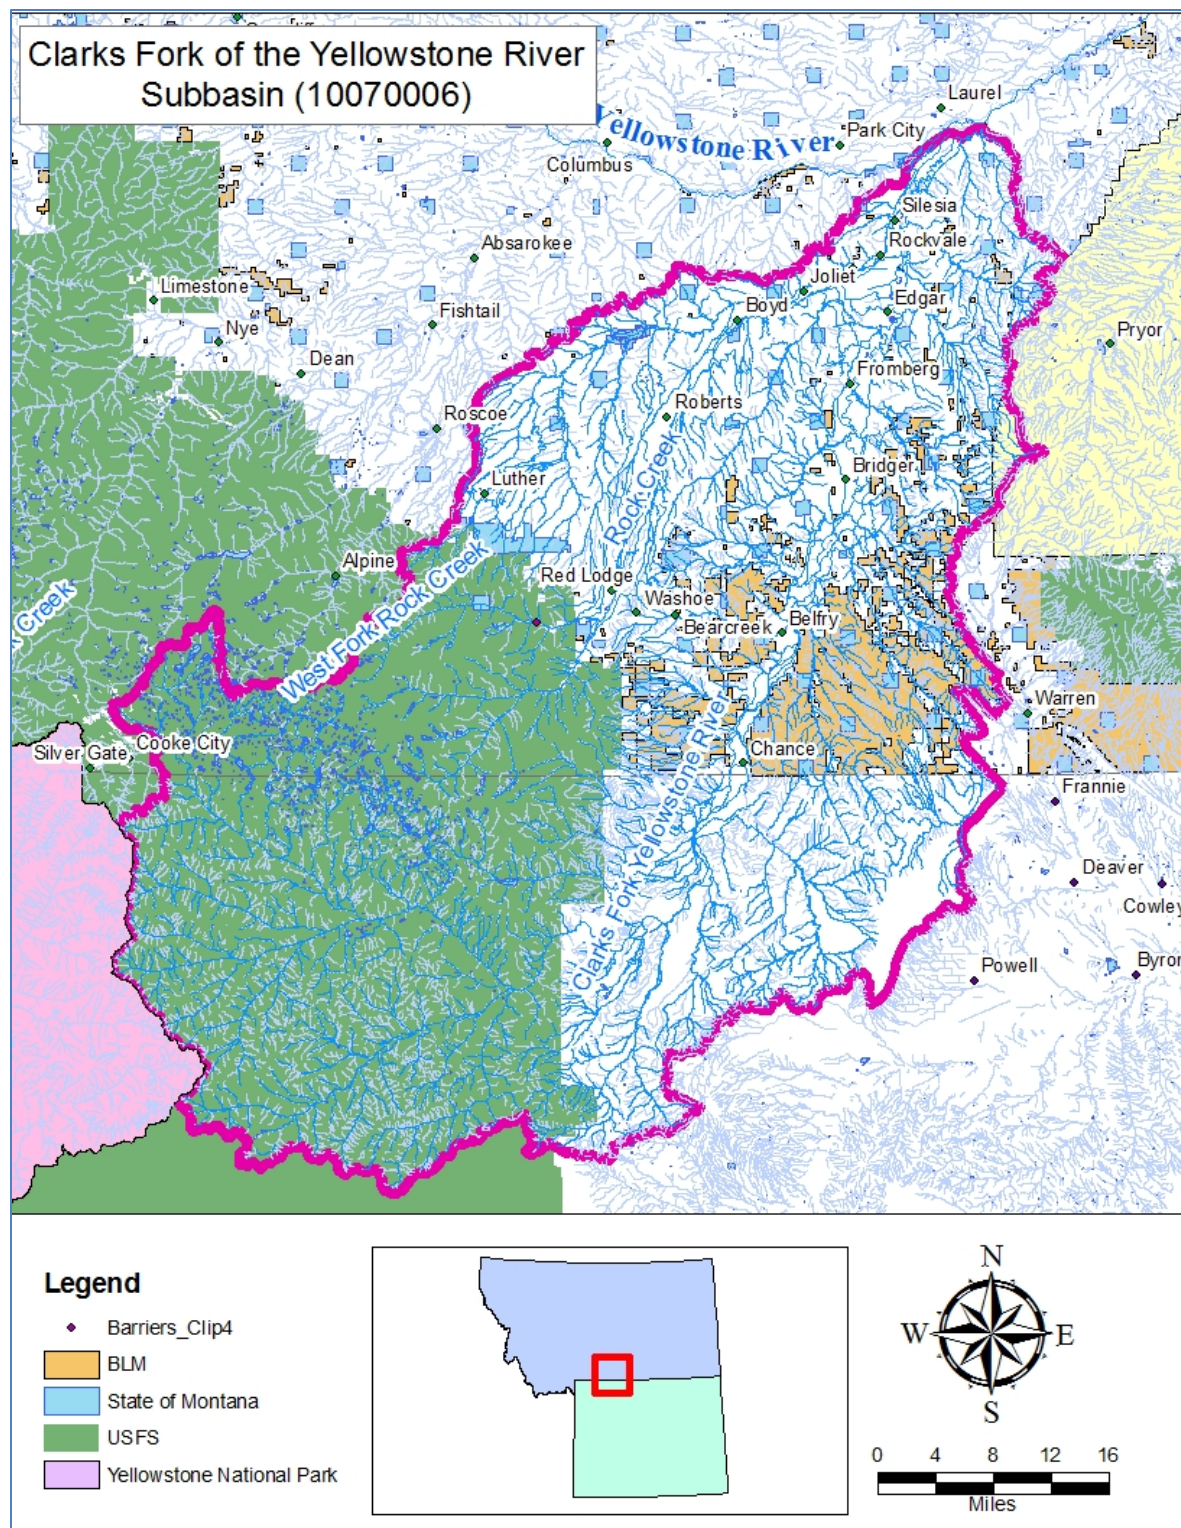 Clarks Fork of the Yellowstone River
Subbasin (10070006)
Laurel
Yellowstone River
Park City
Columbus
Silesia
Absarokee
Rockvale
Limestone
Joliet
Edgar
Fishtail
Boyd
Nye
Pryor
Dean
Fromberg
Roscoe
Roberts
Rock Creek
Luther
Bridger
Alpine
Red Lodge
West Fork Rock Creek
Washoe
Creek
Bearcreek
Belfry
Warren
Silver Gate
Cooke City
Chance
Frannie
Clarks Fork Yellowstone River
Deaver
Cowley
Powell
Byron
Legend
Barriers_Clip4
BLM
State of Montana
USFS
Yellowstone National Park
N
W
E
S
0 4 8 12 16
Miles